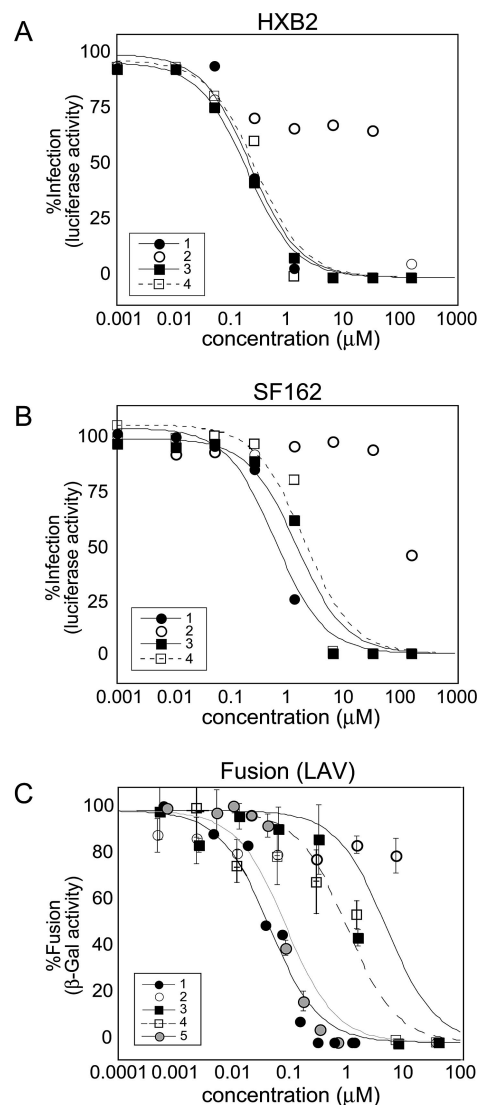 A
HXB2
100
75
50
25
0
%Infection
(luciferase activity)
1
2
3
4
0.001 0.01 0.1 1 10 100 1000
concentration (μM)
B
SF162
100
75
50
25
0
%Infection
(luciferase activity)
1
2
3
4
0.001 0.01 0.1 1 10 100 1000
concentration (μM)
C
Fusion (LAV)
100
80
60
40
20
0
%Fusion
(β-Gal activity)
1
2
3
4
5
0.0001 0.001 0.01 0.1 1 10 100
concentration (μM)